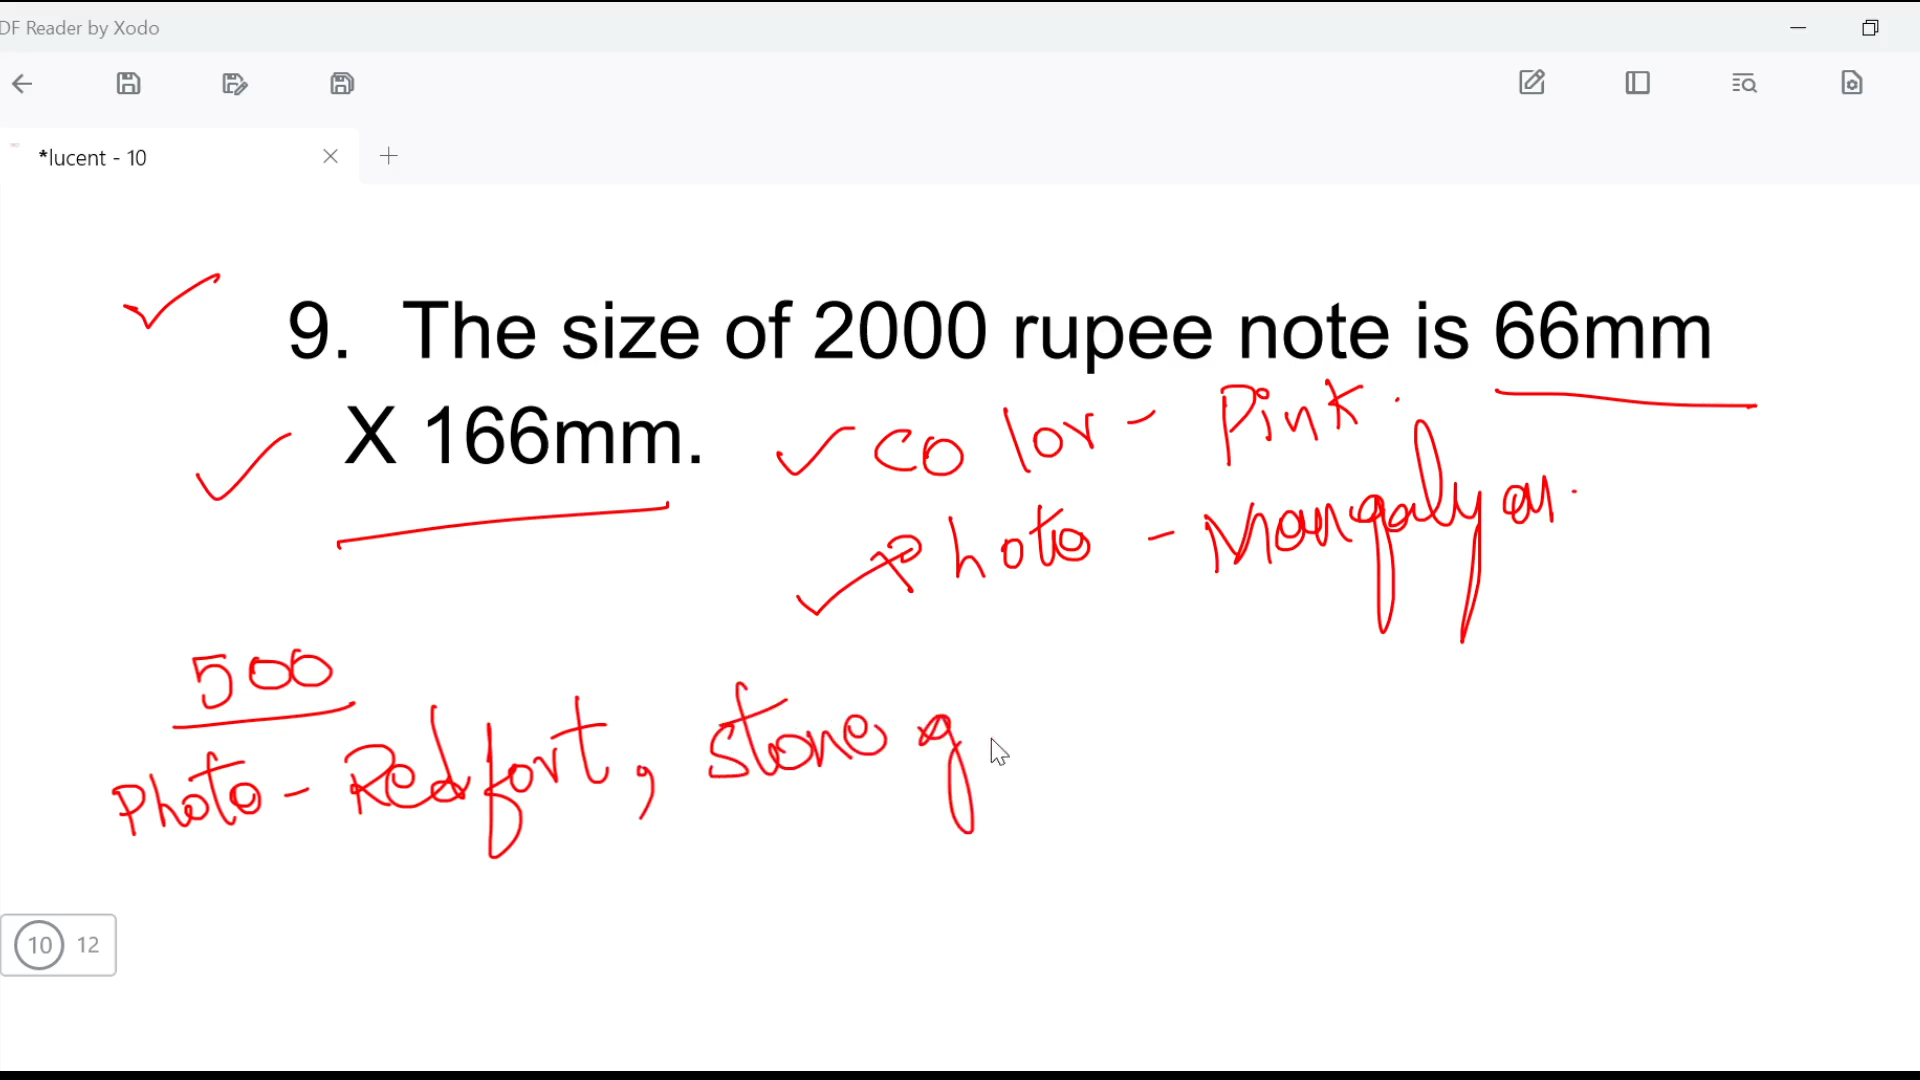 DF Reader by Xodo
*lucent - 10
9. The size of 2000 rupee note is 66mm
X 166mm.
Color - Pink.
Photo - Mangalyan.
500
Photo - Redfort, stone g
10 12